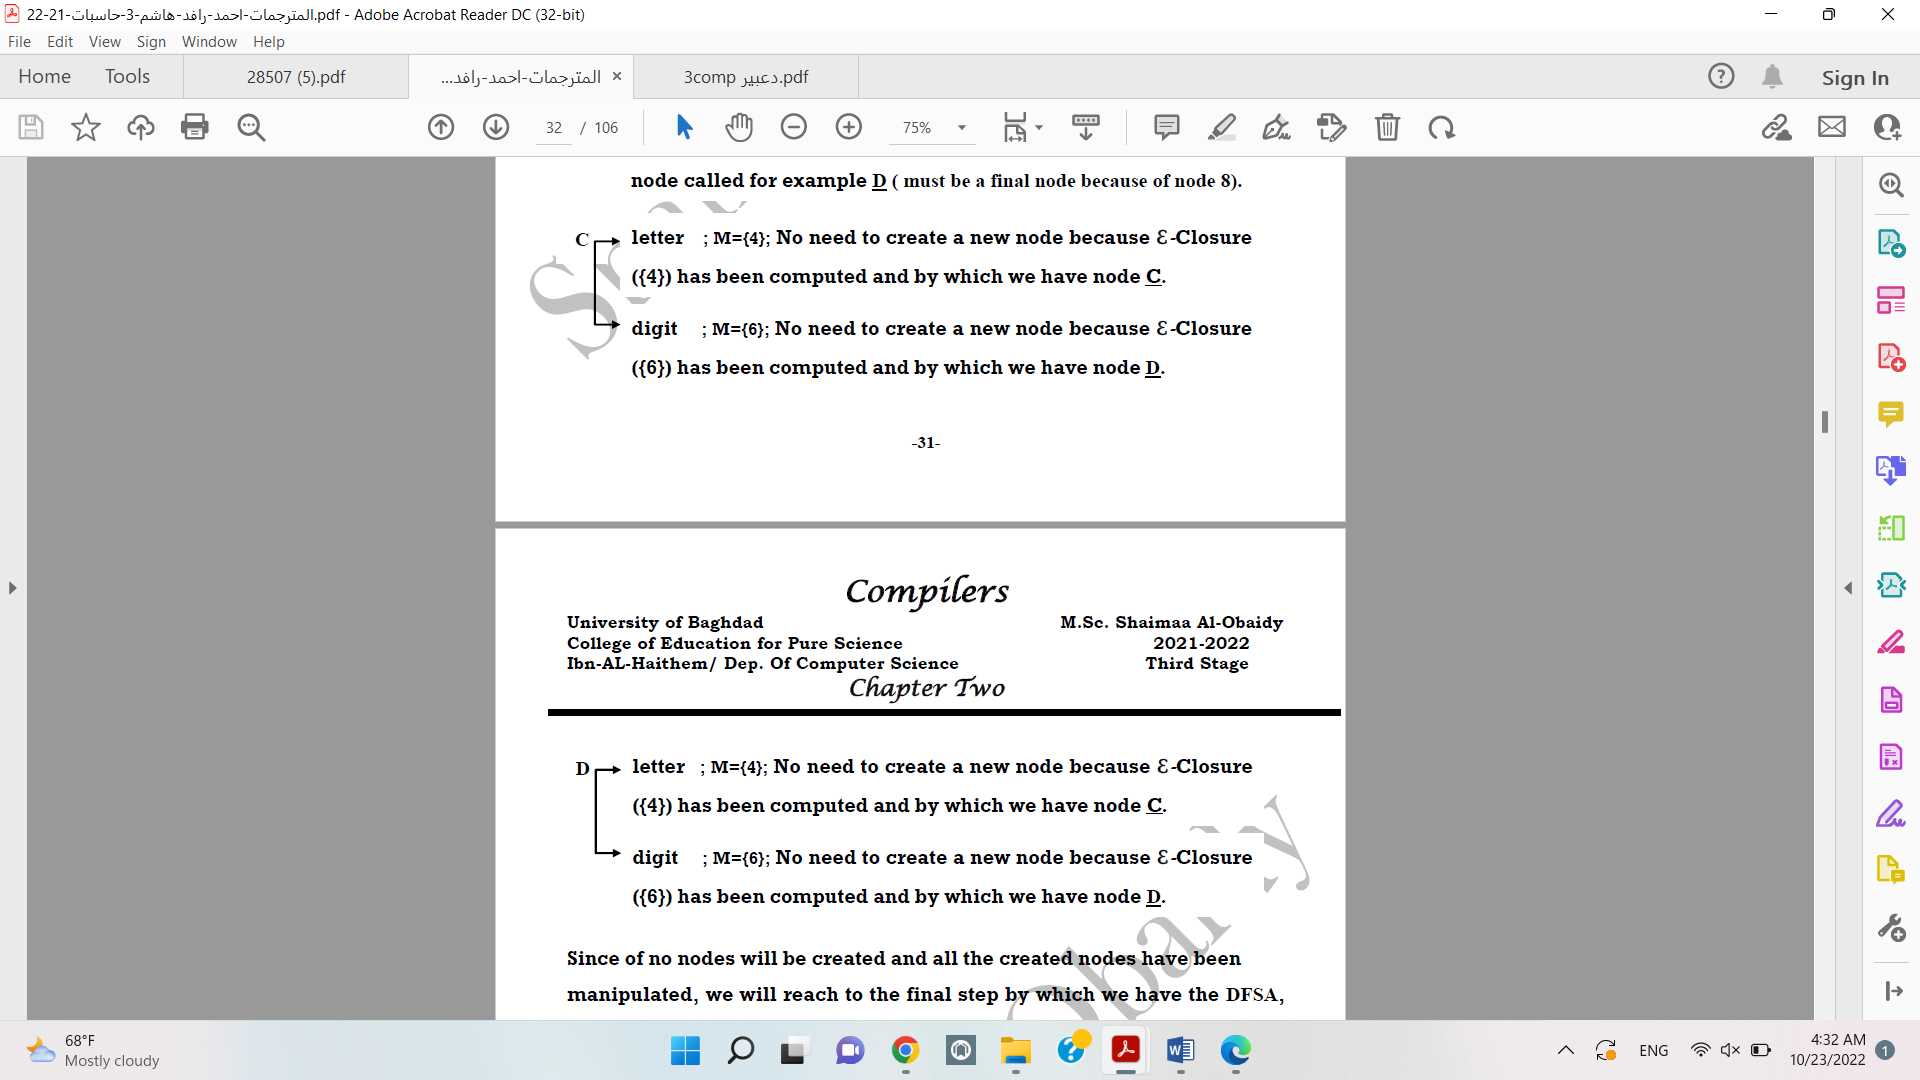 22-21-المترجمات-احمد-رافد-هاشم-3-حاسبات.pdf - Adobe Acrobat Reader DC (32-bit)
File Edit View Sign Window Help
Home Tools 28507 (5).pdf المترجمات-احمد-رافد... × 3comp دعبير.pdf ? Sign In
32 / 106 75%
node called for example D ( must be a final node because of node 8).
C letter ; M={4}; No need to create a new node because Ɛ-Closure
({4}) has been computed and by which we have node C.
digit ; M={6}; No need to create a new node because Ɛ-Closure
({6}) has been computed and by which we have node D.
-31-
Compilers
University of Baghdad M.Sc. Shaimaa Al-Obaidy
College of Education for Pure Science 2021-2022
Ibn-AL-Haithem/ Dep. Of Computer Science Third Stage
Chapter Two
D letter ; M={4}; No need to create a new node because Ɛ-Closure
({4}) has been computed and by which we have node C.
digit ; M={6}; No need to create a new node because Ɛ-Closure
({6}) has been computed and by which we have node D.
Since of no nodes will be created and all the created nodes have been
manipulated, we will reach to the final step by which we have the DFSA,
68°F
Mostly cloudy
ENG
4:32 AM
10/23/2022
1